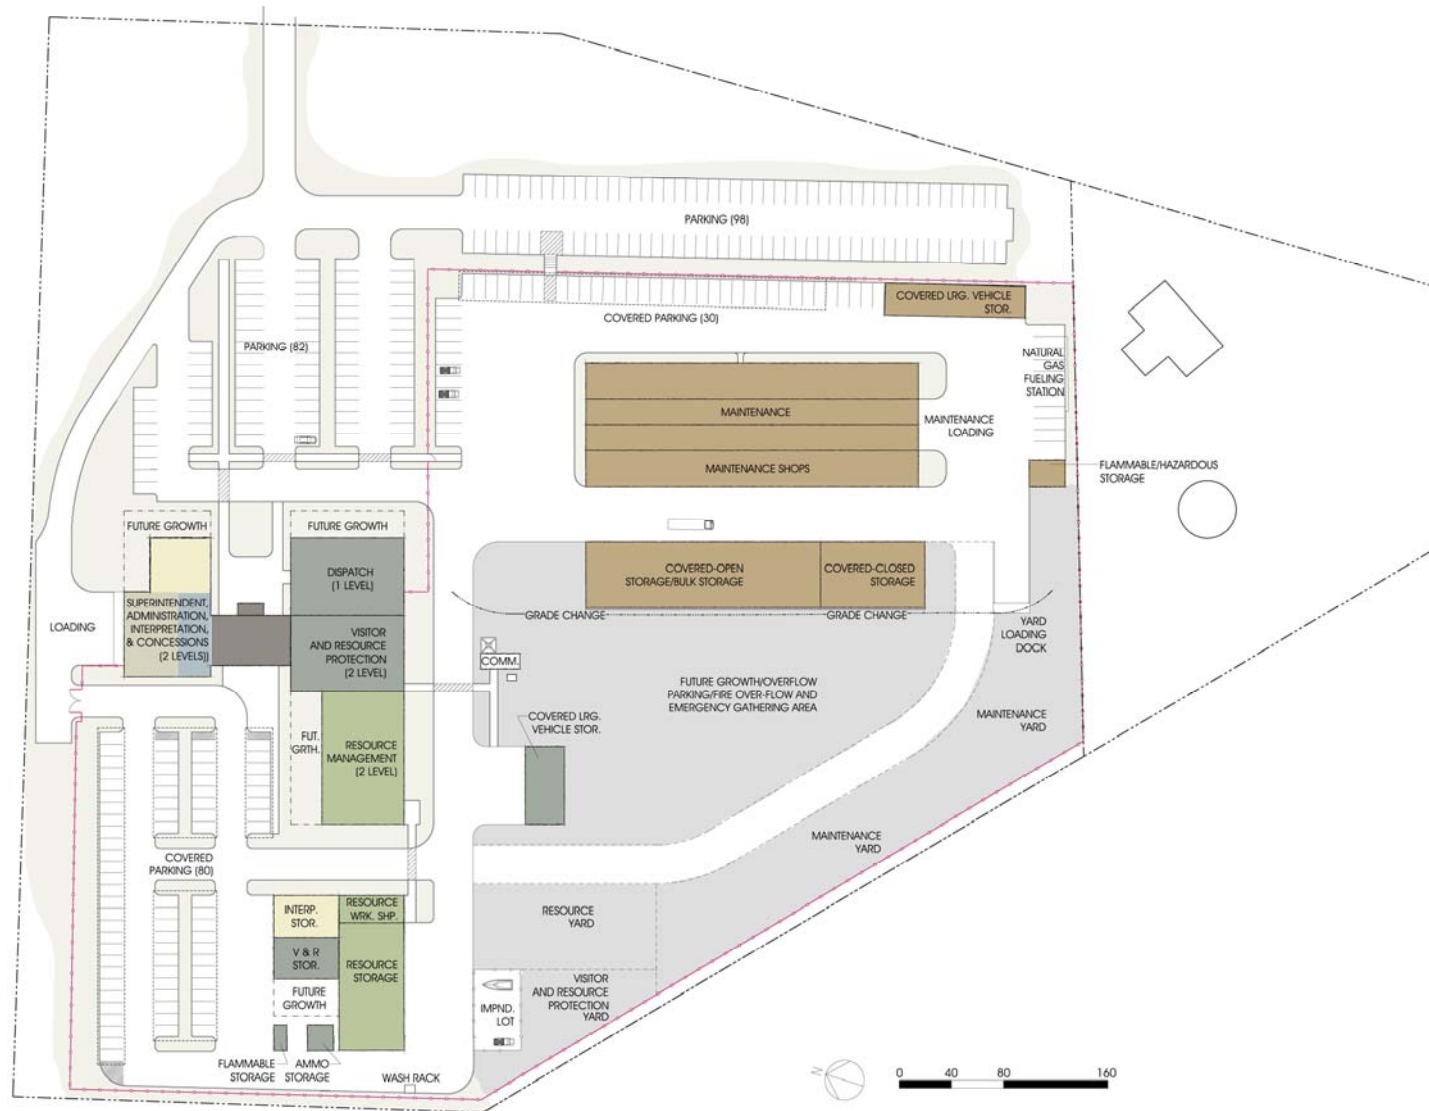 PARKING (98)
COVERED LRG. VEHICLE
STOR.
COVERED PARKING (30)
PARKING (82)
NATURAL
GAS
FUELING
STATION
MAINTENANCE
MAINTENANCE
LOADING
MAINTENANCE SHOPS
FLAMMABLE/HAZARDOUS
STORAGE
FUTURE GROWTH
FUTURE GROWTH
DISPATCH
(1 LEVEL)
COVERED-OPEN
STORAGE/BULK STORAGE
COVERED-CLOSED
STORAGE
SUPERINTENDENT,
ADMINISTRATION,
INTERPRETATION,
& CONCESSIONS
(2 LEVELS))
LOADING
GRADE CHANGE
GRADE CHANGE
YARD
LOADING
DOCK
VISITOR
AND RESOURCE
PROTECTION
(2 LEVEL)
COMM.
FUTURE GROWTH/OVERFLOW
PARKING/FIRE OVER-FLOW AND
EMERGENCY GATHERING AREA
MAINTENANCE
YARD
COVERED LRG.
VEHICLE STOR.
FUT.
GRTH.
RESOURCE
MANAGEMENT
(2 LEVEL)
MAINTENANCE
YARD
COVERED
PARKING (80)
INTERP.
STOR.
RESOURCE
WRK. SHP.
RESOURCE
YARD
V & R
STOR.
RESOURCE
STORAGE
FUTURE
GROWTH
IMPND.
LOT
VISITOR
AND RESOURCE
PROTECTION
YARD
FLAMMABLE
STORAGE
AMMO
STORAGE
WASH RACK
N
0 40 80 160